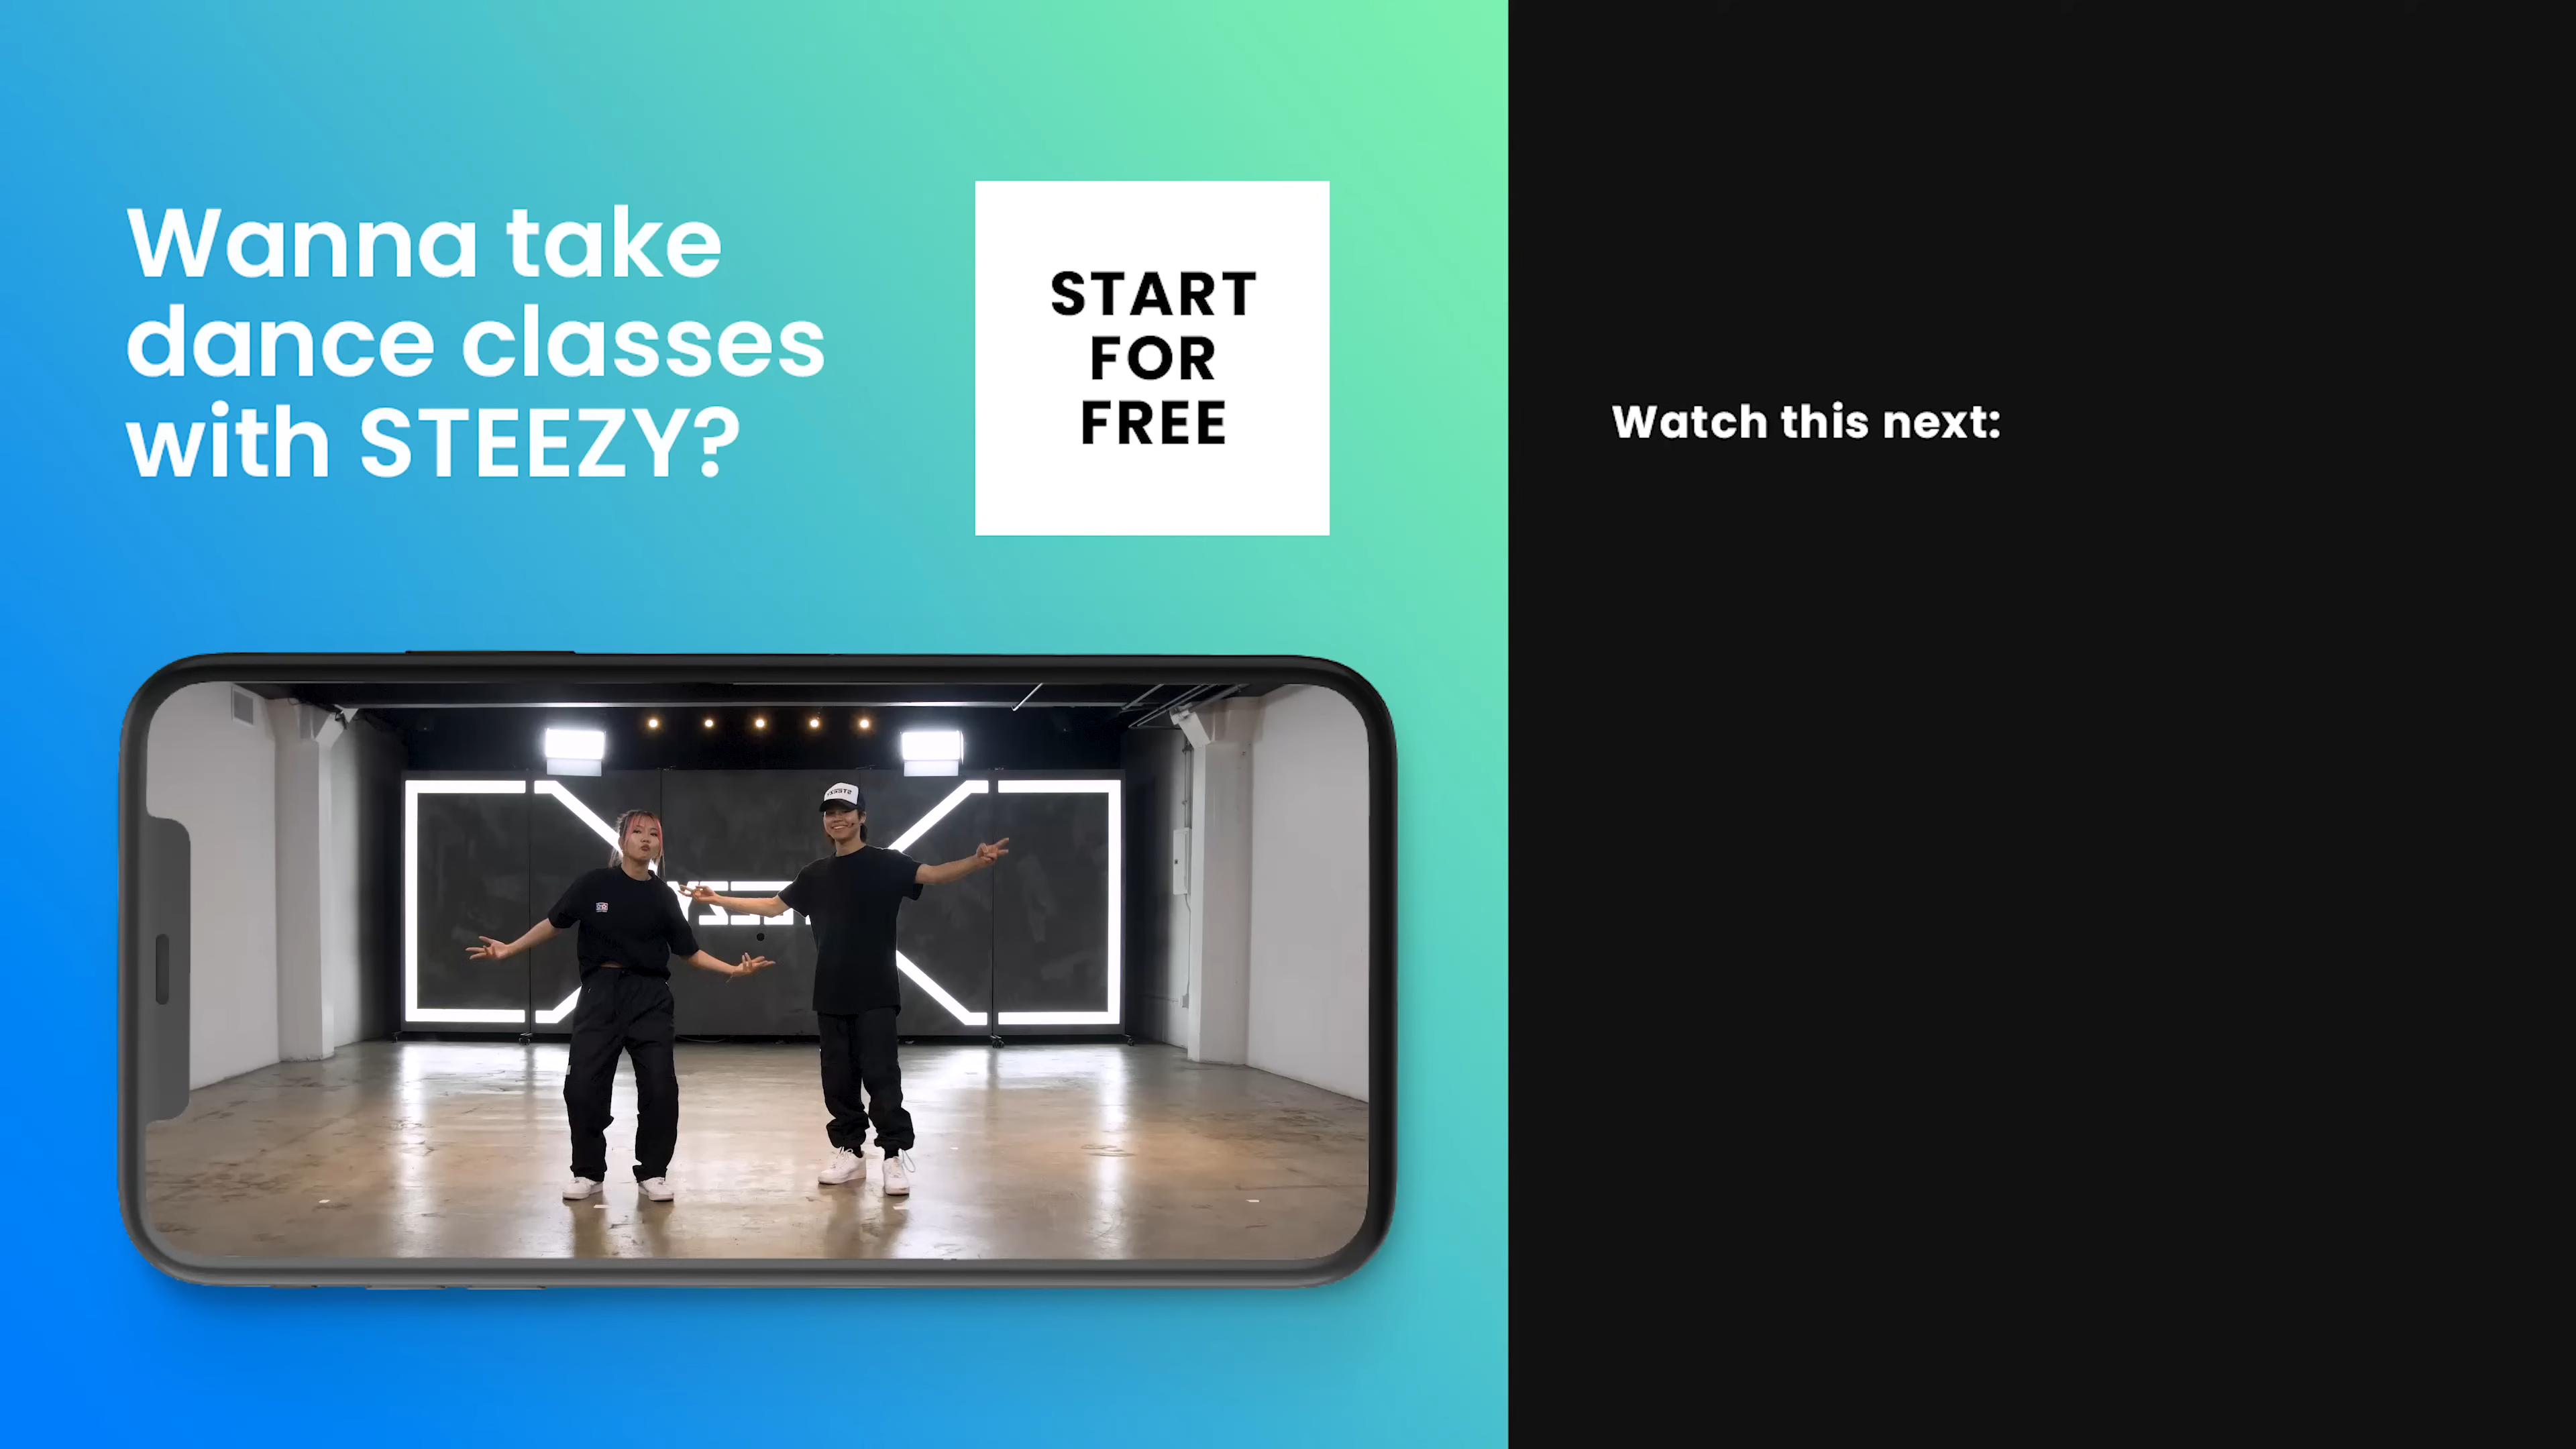 Wanna take
dance classes
with STEEZY?
START
FOR
FREE
Watch this next: